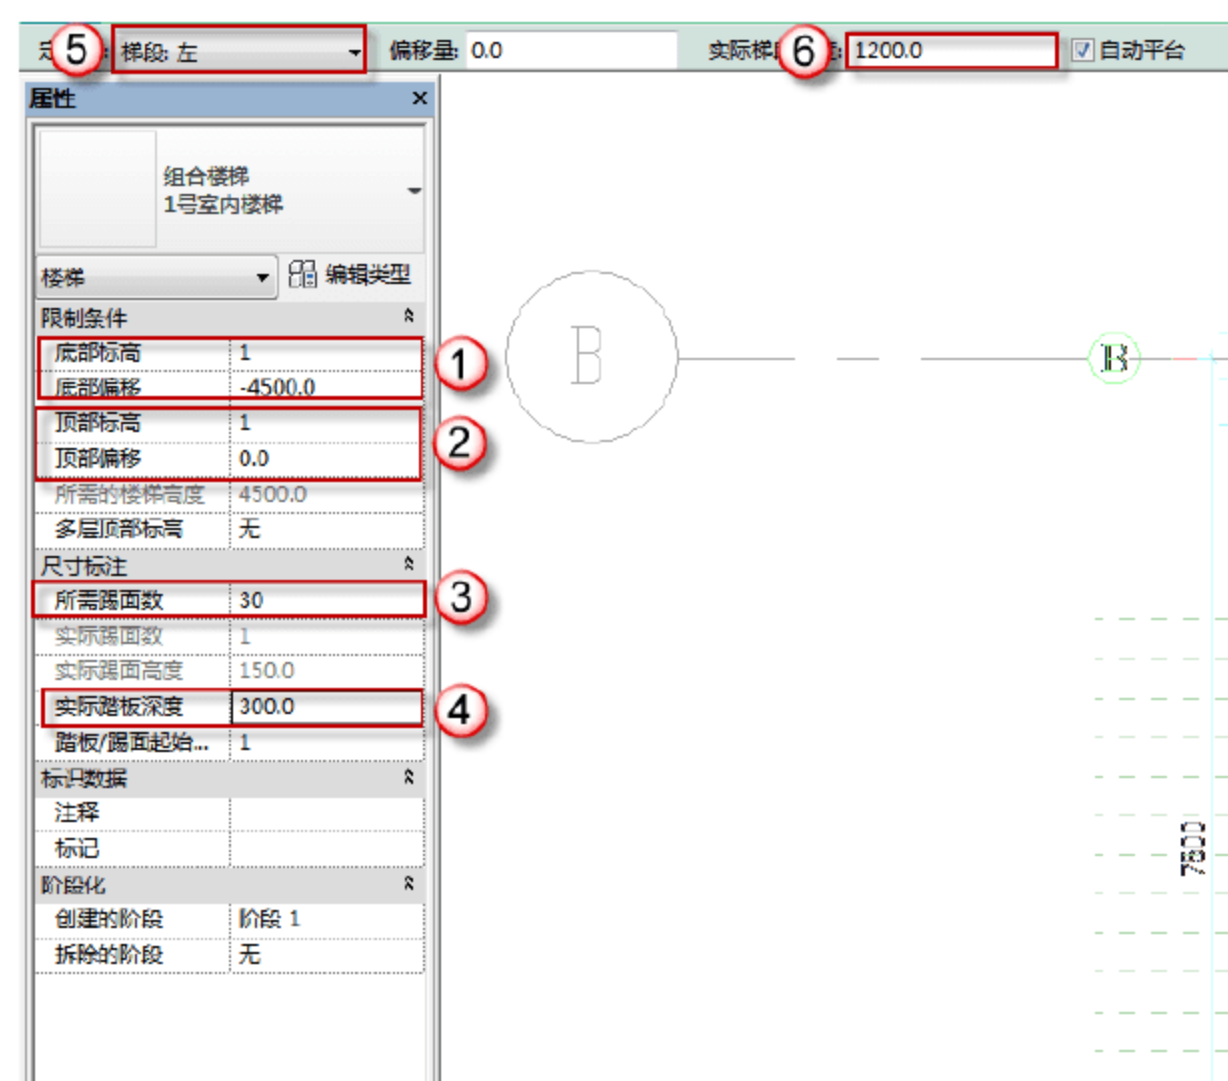 5 梯段: 左 偏移量: 0.0 实际梯 6 : 1200.0 自动平台
属性
组合楼梯
1号室内楼梯
楼梯 编辑类型
限制条件
底部标高 1
底部偏移 -4500.0
1
顶部标高 1
顶部偏移 0.0
2
所需的楼梯高度 4500.0
多层顶部标高 无
尺寸标注
所需踢面数 30
3
实际踢面数 1
实际踢面高度 150.0
实际踏板深度 300.0
4
踏板/踢面起始... 1
标识数据
注释
标记
阶段化
创建的阶段 阶段 1
拆除的阶段 无
B
B
7800